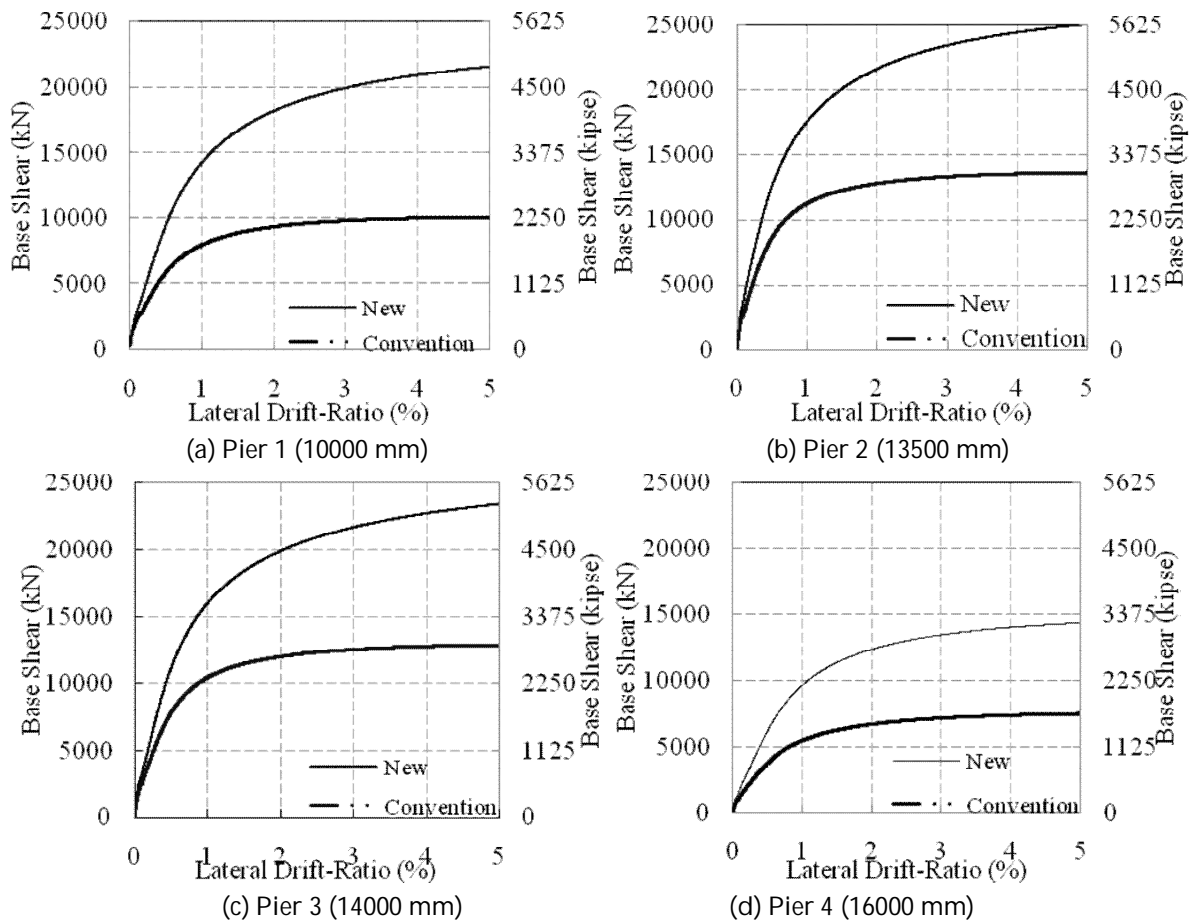 25000
20000
15000
10000
5000
0
Base Shear (kN)
5625
4500
3375
2250
1125
0
Base Shear (kipse)
New
Convention
0 1 2 3 4 5
Lateral Drift-Ratio (%)
(a) Pier 1 (10000 mm)
25000
20000
15000
10000
5000
0
Base Shear (kN)
5625
4500
3375
2250
1125
0
Base Shear (kipse)
New
Convention
0 1 2 3 4 5
Lateral Drift-Ratio (%)
(b) Pier 2 (13500 mm)
25000
20000
15000
10000
5000
0
Base Shear (kN)
5625
4500
3375
2250
1125
0
Base Shear (kipse)
New
Convention
0 1 2 3 4 5
Lateral Drift-Ratio (%)
(c) Pier 3 (14000 mm)
25000
20000
15000
10000
5000
0
Base Shear (kN)
5625
4500
3375
2250
1125
0
Base Shear (kipse)
New
Convention
0 1 2 3 4 5
Lateral Drift-Ratio (%)
(d) Pier 4 (16000 mm)